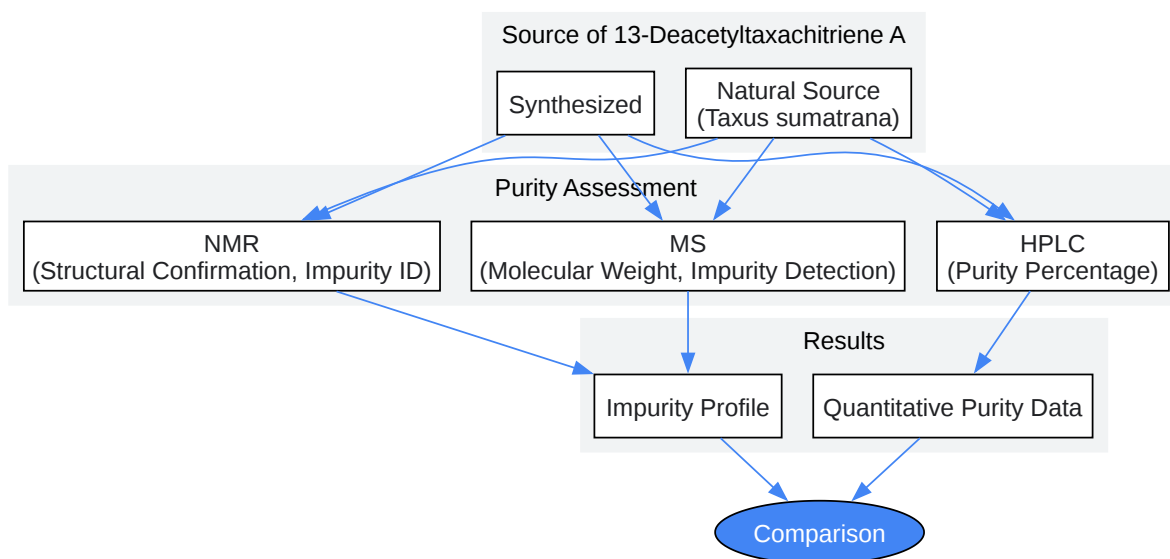 Source of 13-Deacetyltaxachitriene A
Synthesized
Natural Source
(Taxus sumatrana)
Purity Assessment
NMR
(Structural Confirmation, Impurity ID)
MS
(Molecular Weight, Impurity Detection)
HPLC
(Purity Percentage)
Results
Impurity Profile
Quantitative Purity Data
Comparison